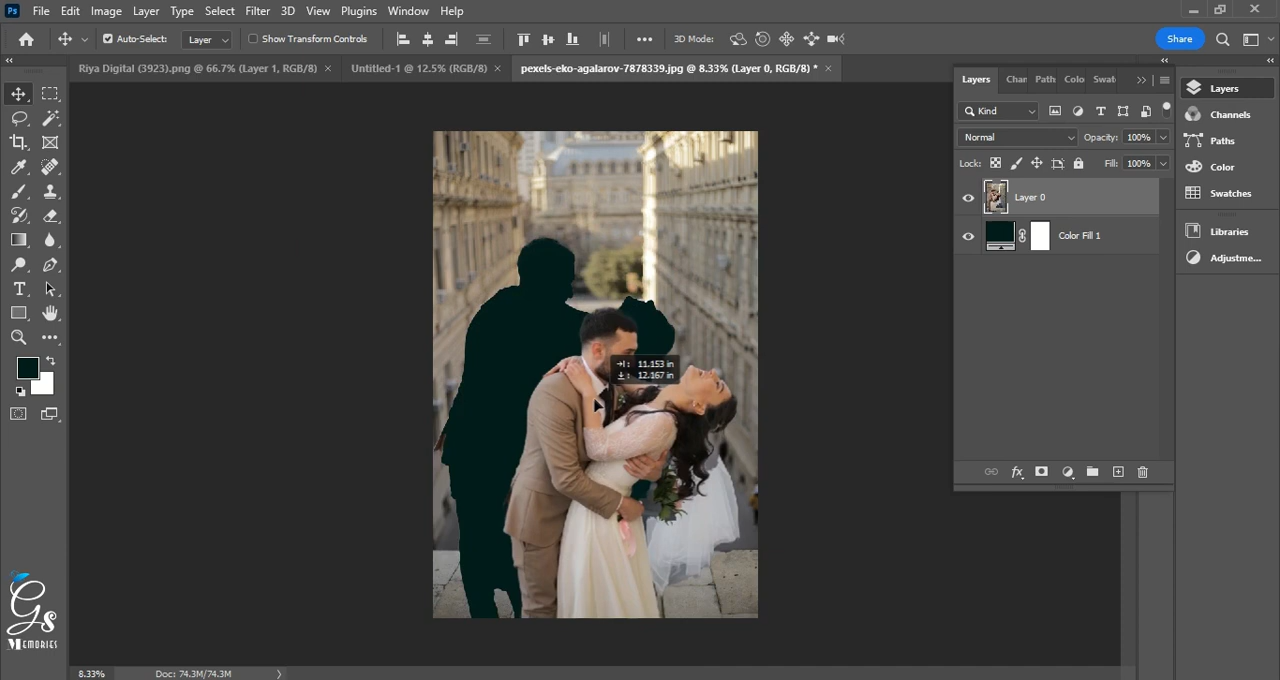 Ps File Edit Image Layer Type Select Filter 3D View Plugins Window Help
Auto-Select: Layer Show Transform Controls 3D Mode: Share
Riya Digital (3923).png @ 66.7% (Layer 1, RGB/8) × Untitled-1 @ 12.5% (RGB/8) × pexels-eko-agalarov-7878339.jpg @ 8.33% (Layer 0, RGB/8) * ×
Layers Char Path Colo Swat
Kind
Normal Opacity: 100%
Lock: Fill: 100%
Layer 0
Color Fill 1
fx
Layers
Channels
Paths
Color
Swatches
Libraries
Adjustme...
11.153 in
12.167 in
Gs
MEMORIES
8.33% Doc: 74.3M/74.3M